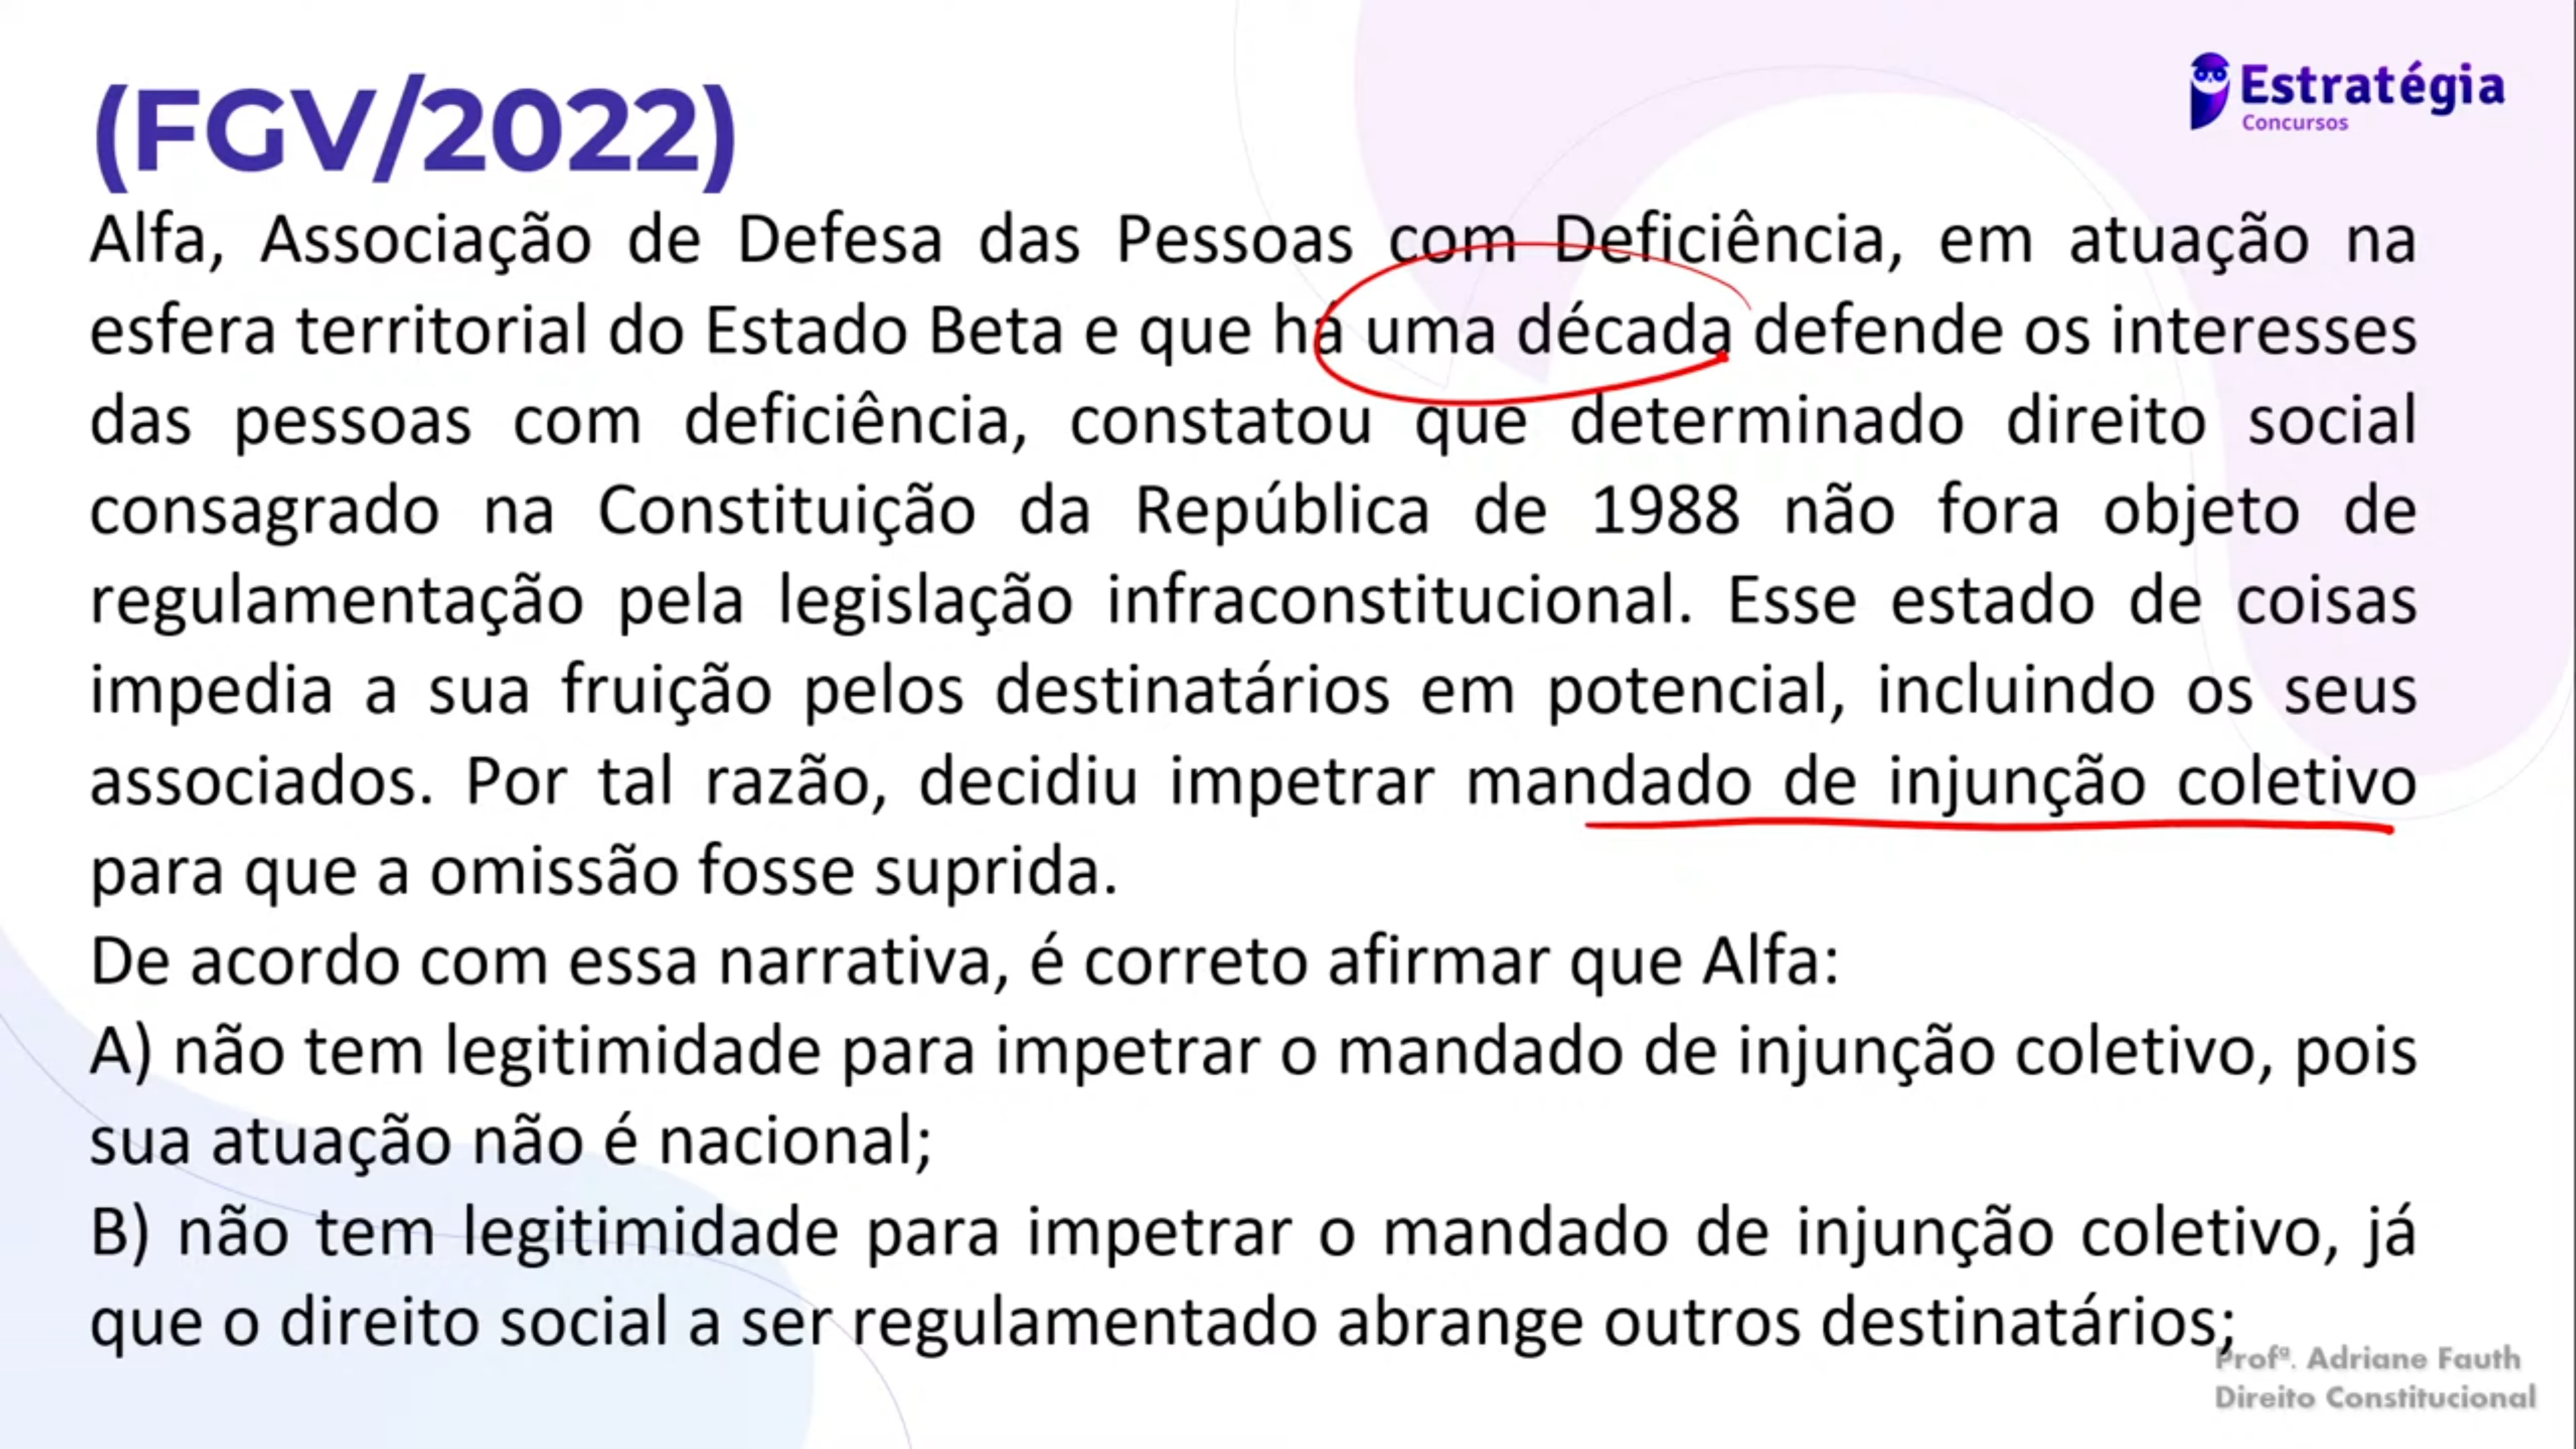 (FGV/2022)
Estratégia
Concursos
Alfa, Associação de Defesa das Pessoas com Deficiência, em atuação na
esfera territorial do Estado Beta e que há uma década defende os interesses
das pessoas com deficiência, constatou que determinado direito social
consagrado na Constituição da República de 1988 não fora objeto de
regulamentação pela legislação infraconstitucional. Esse estado de coisas
impedia a sua fruição pelos destinatários em potencial, incluindo os seus
associados. Por tal razão, decidiu impetrar mandado de injunção coletivo
para que a omissão fosse suprida.
De acordo com essa narrativa, é correto afirmar que Alfa:
A) não tem legitimidade para impetrar o mandado de injunção coletivo, pois
sua atuação não é nacional;
B) não tem legitimidade para impetrar o mandado de injunção coletivo, já
que o direito social a ser regulamentado abrange outros destinatários;
Profª. Adriane Fauth
Direito Constitucional